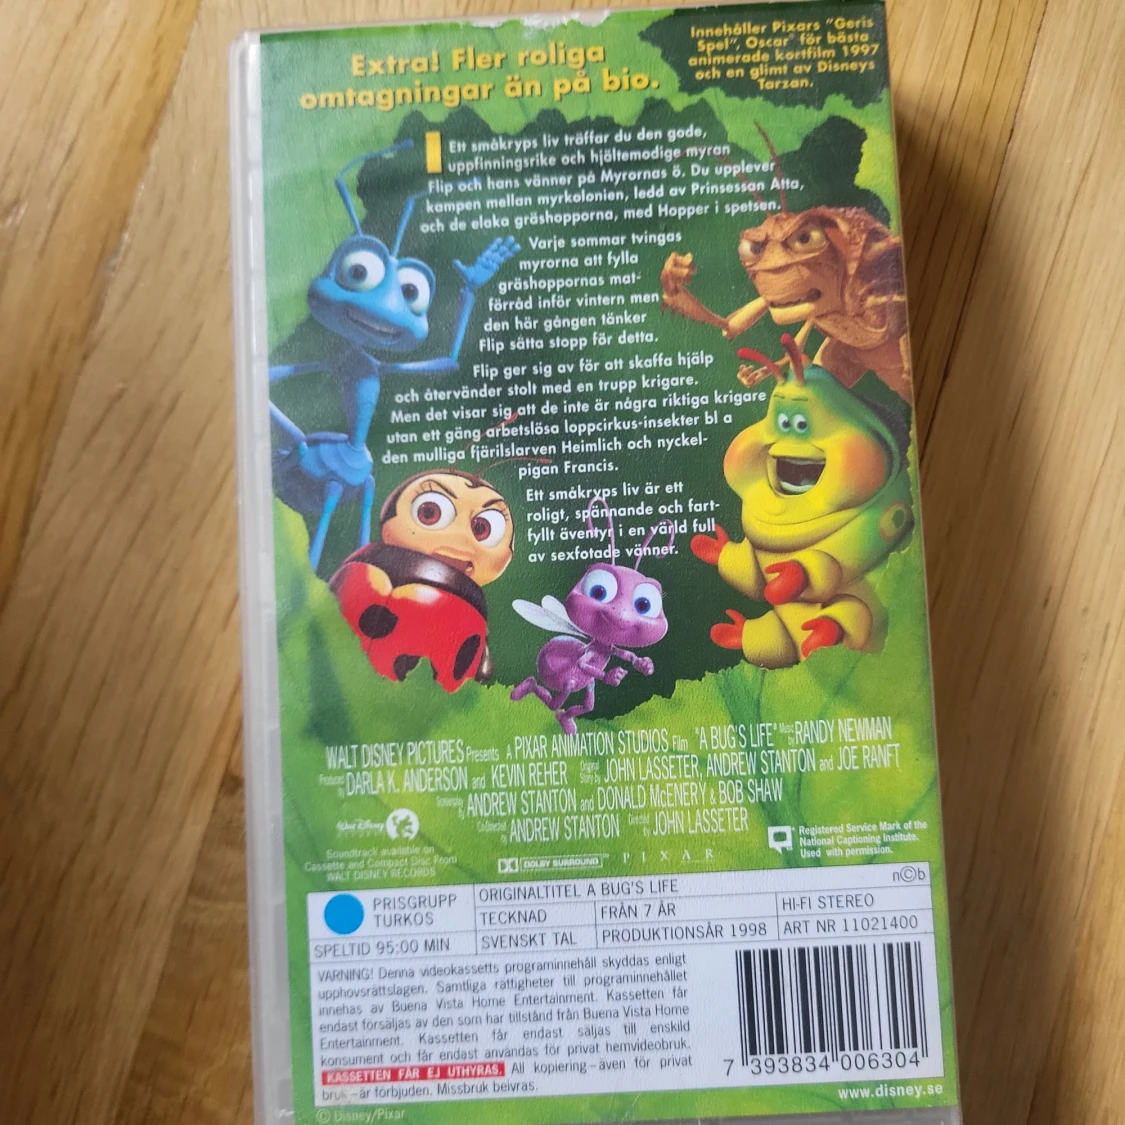 Extra! Fler roliga
omtagningar än på bio.
Innehåller Pixars "Geris
Spel", Oscar® för bästa
animerade kortfilm 1997
och en glimt av Disneys
Tarzan.
I Ett småkryps liv träffar du den gode,
uppfinningsrike och hjältemodige myran
Flip och hans vänner på Myrornas ö. Du upplever
kampen mellan myrkolonien, ledd av Prinsessan Atta,
och de elaka gräshopporna, med Hopper i spetsen.
Varje sommar tvingas
myrorna att fylla
gräshoppornas mat-
förråd inför vintern men
den här gången tänker
Flip sätta stopp för detta.
Flip ger sig av för att skaffa hjälp
och återvänder stolt med en trupp krigare.
Men det visar sig att de inte är några riktiga krigare
utan ett gäng arbetslösa loppcirkus-insekter bl a
den mulliga fjärilslarven Heimlich och nyckel-
pigan Francis.
Ett småkryps liv är ett
roligt, spännande och fart-
fyllt äventyr i en värld full
av sexfotade vänner.
WALT DISNEY PICTURES Presents A PIXAR ANIMATION STUDIOS Film "A BUG'S LIFE" Music by RANDY NEWMAN
Produced by DARLA K. ANDERSON and KEVIN REHER Original Story by JOHN LASSETER, ANDREW STANTON and JOE RANFT
Screenplay by ANDREW STANTON and DONALD McENERY & BOB SHAW
Co-Directed by ANDREW STANTON Directed by JOHN LASSETER
Walt Disney
Soundtrack available on
Cassette and Compact Disc From
WALT DISNEY RECORDS
DOLBY SURROUND™
PIXAR
Registered Service Mark of the
National Captioning Institute.
Used with permission.
n©b
PRISGRUPP
TURKOS
SPELTID 95:00 MIN
ORIGINALTITEL A BUG'S LIFE
TECKNAD FRÅN 7 ÅR HI-FI STEREO
SVENSKT TAL PRODUKTIONSÅR 1998 ART NR 11021400
VARNING! Denna videokassetts programinnehåll skyddas enligt
upphovsrättslagen. Samtliga rättigheter till programinnehållet
innehas av Buena Vista Home Entertainment. Kassetten får
endast försäljas av den som har tillstånd från Buena Vista Home
Entertainment. Kassetten får endast säljas till enskild
konsument och får endast användas för privat hemvideobruk.
KASSETTEN FÅR EJ UTHYRAS. All kopiering – även för privat
bruk – är förbjuden. Missbruk beivras.
7 393834 006304
www.disney.se
© Disney/Pixar